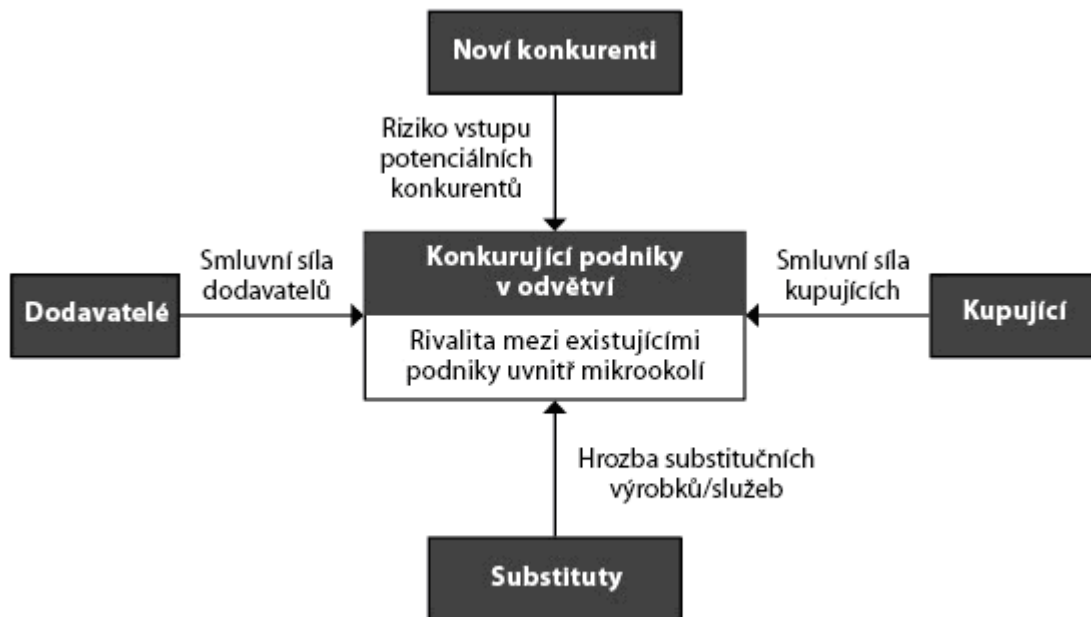 Noví konkurenti
Riziko vstupu
potenciálních
konkurentů
Smluvní síla
dodavatelů
Dodavatelé
Konkurující podniky
v odvětví
Rivalita mezi existujícími
podniky uvnitř mikrookolí
Smluvní síla
kupujících
Kupující
Hrozba substitučních
výrobků/služeb
Substituty